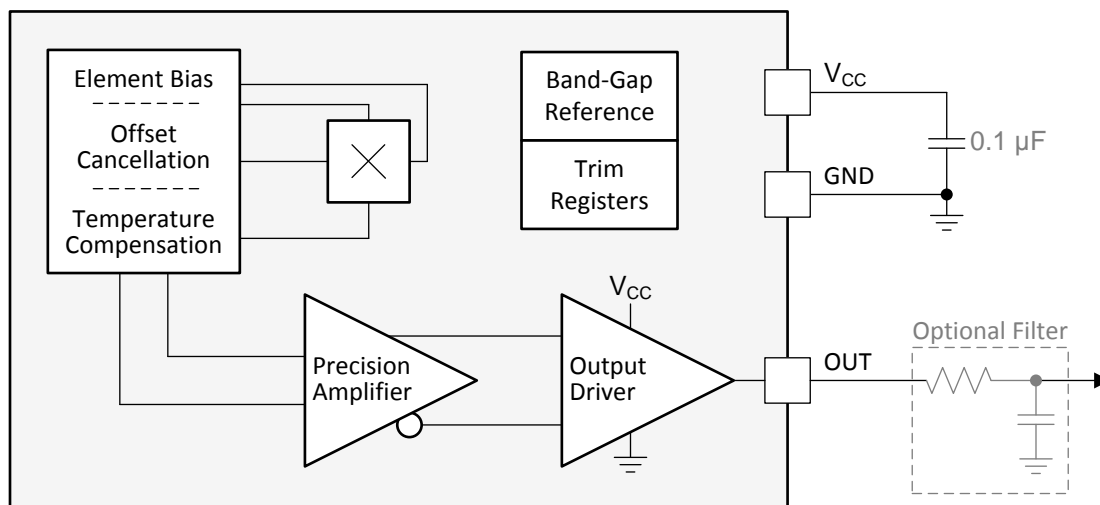 Element Bias
Offset
Cancellation
Temperature
Compensation
Band-Gap
Reference
Trim
Registers
VCC
0.1 µF
GND
VCC
Precision
Amplifier
Output
Driver
OUT
Optional Filter